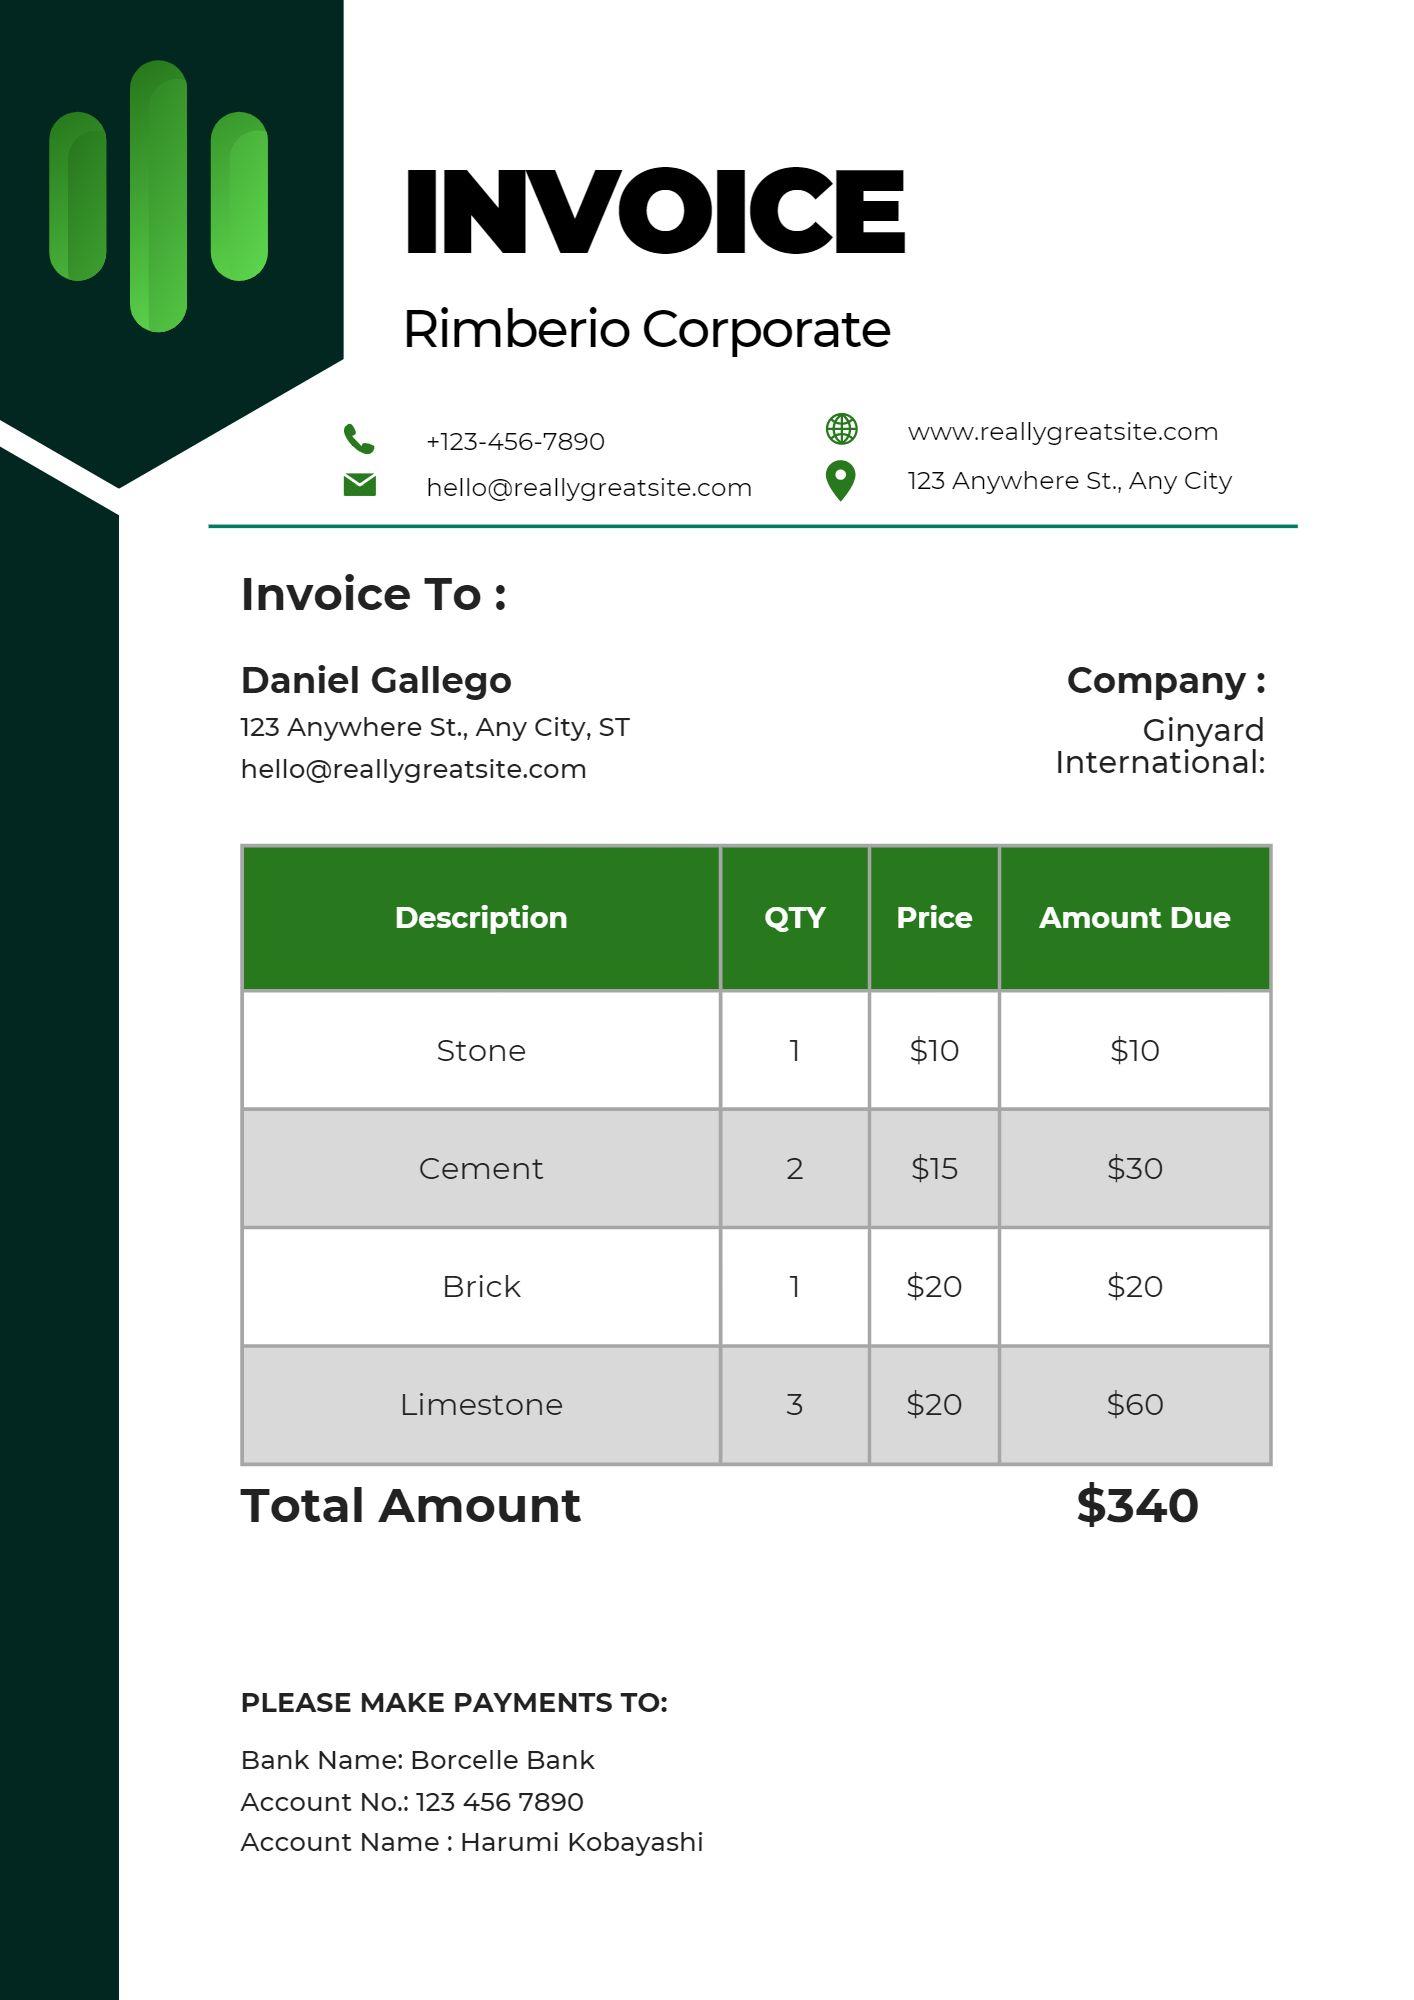 INVOICE
Rimberio Corporate
+123-456-7890
www.reallygreatsite.com
hello@reallygreatsite.com
123 Anywhere St., Any City
Invoice To :
Daniel Gallego
123 Anywhere St., Any City, ST
hello@reallygreatsite.com
Company :
Ginyard
International:
Description QTY Price Amount Due
Stone 1 $10 $10
Cement 2 $15 $30
Brick 1 $20 $20
Limestone 3 $20 $60
Total Amount $340
PLEASE MAKE PAYMENTS TO:
Bank Name: Borcelle Bank
Account No.: 123 456 7890
Account Name : Harumi Kobayashi